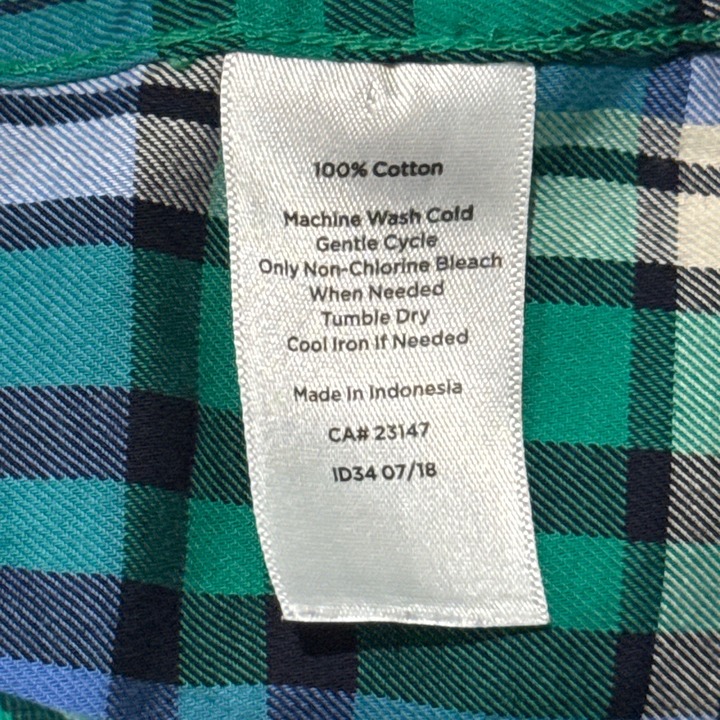 100% Cotton
Machine Wash Cold
Gentle Cycle
Only Non-Chlorine Bleach
When Needed
Tumble Dry
Cool Iron If Needed
Made in Indonesia
CA# 23147
ID34 07/18